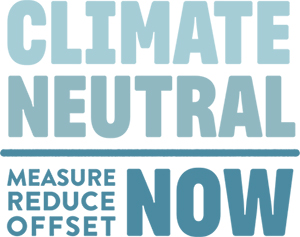 CLIMATE
NEUTRAL
MEASURE
REDUCE
OFFSET
NOW